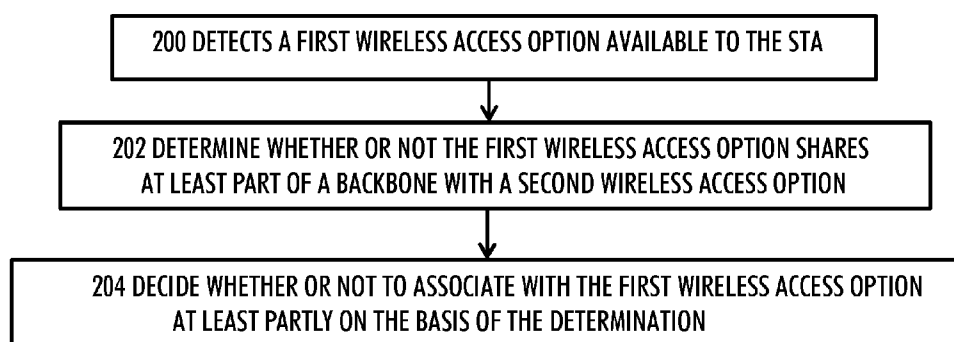 200 DETECTS A FIRST WIRELESS ACCESS OPTION AVAILABLE TO THE STA
202 DETERMINE WHETHER OR NOT THE FIRST WIRELESS ACCESS OPTION SHARES
AT LEAST PART OF A BACKBONE WITH A SECOND WIRELESS ACCESS OPTION
204 DECIDE WHETHER OR NOT TO ASSOCIATE WITH THE FIRST WIRELESS ACCESS OPTION
AT LEAST PARTLY ON THE BASIS OF THE DETERMINATION